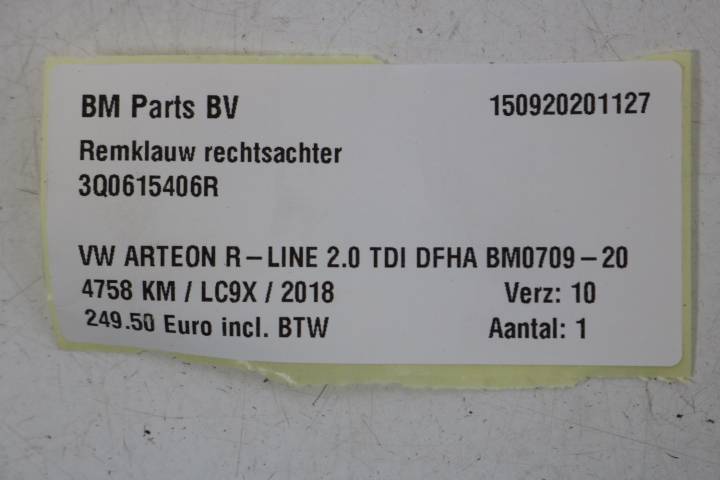 BM Parts BV 150920201127
Remklauw rechtsachter
3Q0615406R
VW ARTEON R-LINE 2.0 TDI DFHA BM0709-20
4758 KM / LC9X / 2018 Verz: 10
249.50 Euro incl. BTW Aantal: 1